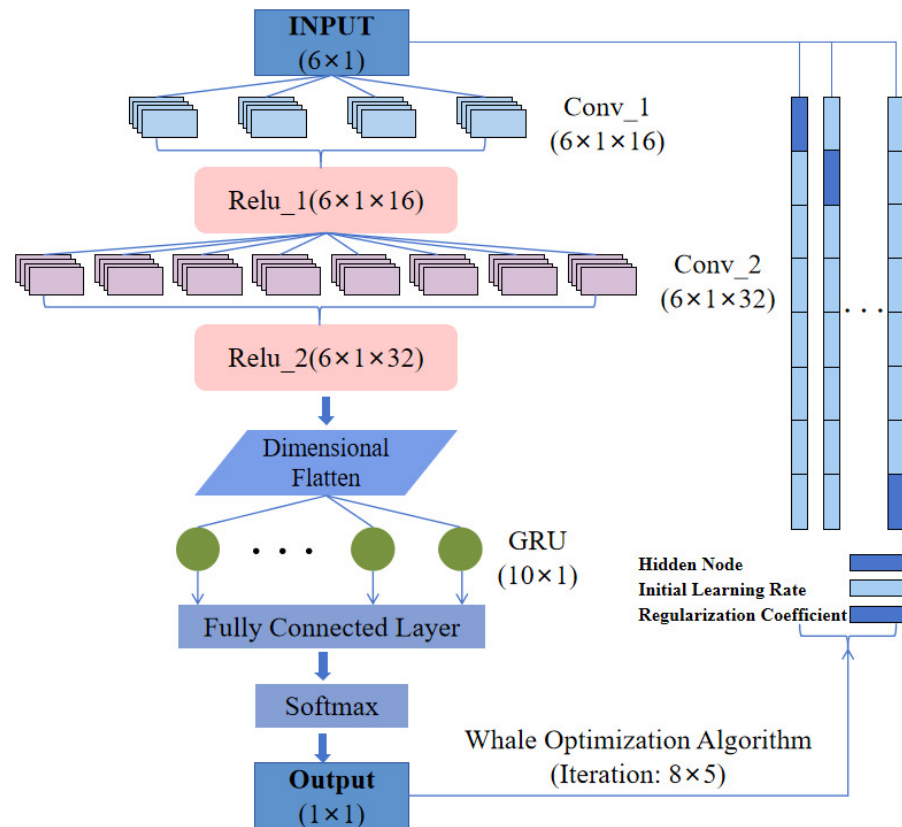 INPUT
(6×1)
Conv_1
(6×1×16)
Relu_1(6×1×16)
Conv_2
(6×1×32)
Relu_2(6×1×32)
Dimensional
Flatten
GRU
(10×1)
Fully Connected Layer
Softmax
Output
(1×1)
Whale Optimization Algorithm
(Iteration: 8×5)
Hidden Node
Initial Learning Rate
Regularization Coefficient